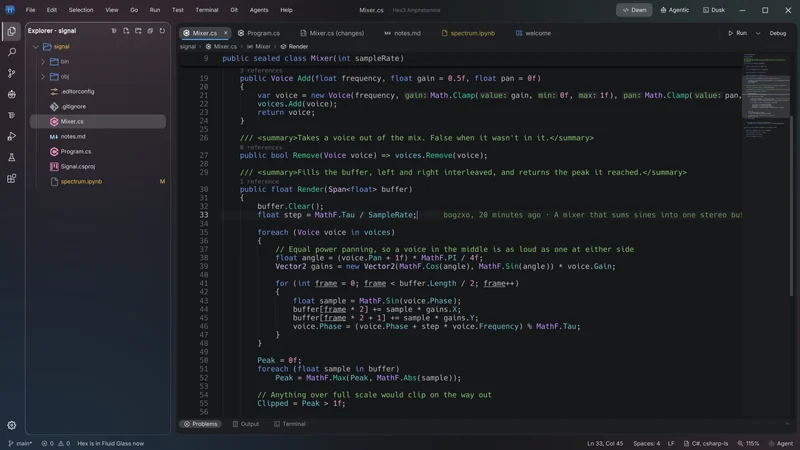 File Edit Selection View Go Run Test Terminal Git Agents Help
Mixer.cs - Hex3 Amphetamine
Dawn Agentic Dusk
Explorer · signal
signal
bin
obj
.editorconfig
.gitignore
Mixer.cs
notes.md
Program.cs
Signal.csproj
spectrum.ipynb M
Mixer.cs × Program.cs Mixer.cs (changes) notes.md spectrum.ipynb welcome
Run Debug
signal › Mixer.cs › Mixer › Render
9 public sealed class Mixer(int sampleRate)
3 references
19 public Voice Add(float frequency, float gain = 0.5f, float pan = 0f)
20 {
21 var voice = new Voice(frequency, gain: Math.Clamp(value: gain, min: 0f, max: 1f), pan: Math.Clamp(value: pan,
22 voices.Add(voice);
23 return voice;
24 }
25
26 /// <summary>Takes a voice out of the mix. False when it wasn't in it.</summary>
0 references
27 public bool Remove(Voice voice) => voices.Remove(voice);
28
29 /// <summary>Fills the buffer, left and right interleaved, and returns the peak it reached.</summary>
1 reference
30 public float Render(Span<float> buffer)
31 {
32 buffer.Clear();
33 float step = MathF.Tau / SampleRate; bogzxo, 20 minutes ago · A mixer that sums sines into one stereo buf
34
35 foreach (Voice voice in voices)
36 {
37 // Equal power panning, so a voice in the middle is as loud as one at either side
38 float angle = (voice.Pan + 1f) * MathF.PI / 4f;
39 Vector2 gains = new Vector2(MathF.Cos(angle), MathF.Sin(angle)) * voice.Gain;
40
41 for (int frame = 0; frame < buffer.Length / 2; frame++)
42 {
43 float sample = MathF.Sin(voice.Phase);
44 buffer[frame * 2] += sample * gains.X;
45 buffer[frame * 2 + 1] += sample * gains.Y;
46 voice.Phase = (voice.Phase + step * voice.Frequency) % MathF.Tau;
47 }
48 }
49
50 Peak = 0f;
51 foreach (float sample in buffer)
52 Peak = MathF.Max(Peak, MathF.Abs(sample));
53
54 // Anything over full scale would clip on the way out
55 Clipped = Peak > 1f;
56
Problems Output Terminal
main* 0 0 Hex is in Fluid Glass now
Ln 33, Col 45 Spaces: 4 LF C#, csharp-ls 115% Agent